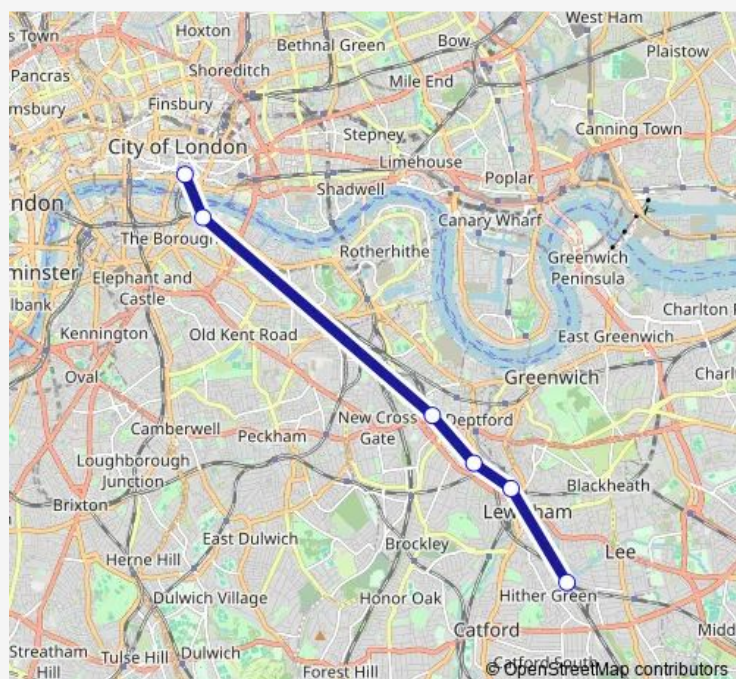 Hoxton
West Ham
s Town
Bethnal Green
Bow
Plaistow
Pancras
Shoreditch
Mile End
msbury
Finsbury
Stepney
Canning Town
City of London
Limehouse
Poplar
Shadwell
ndon
Canary Wharf
The Borough
Rotherhithe
Greenwich
Peninsula
minster
Elephant and
Castle
lbank
Charlton R
Kennington
Old Kent Road
East Greenwich
Oval
Greenwich
Charl
New Cross
Gate
Deptford
Camberwell
Peckham
Loughborough
Junction
Blackheath
Brixton
Lew ham
East Dulwich
Brockley
Lee
Herne Hill
Dulwich Village
Honor Oak
Hither Green
Catford
Midd
Streatham
Hill
Tulse Hill
Dulwich
Forest Hill
Catford South
© OpenStreetMap contributors